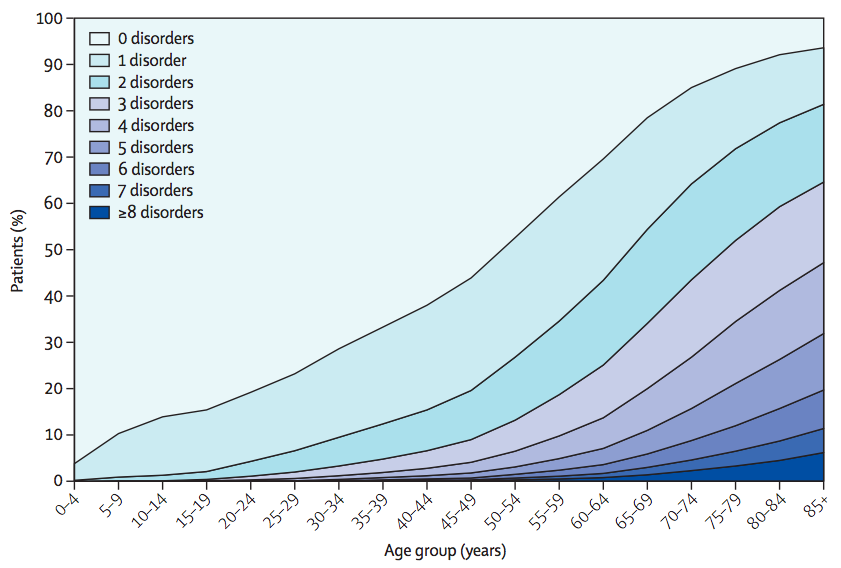 100
90
80
70
60
50
40
30
20
10
0
Patients (%)
0 disorders
1 disorder
2 disorders
3 disorders
4 disorders
5 disorders
6 disorders
7 disorders
≥8 disorders
0–4
5–9
10–14
15–19
20–24
25–29
30–34
35–39
40–44
45–49
50–54
55–59
60–64
65–69
70–74
75–79
80–84
85+
Age group (years)